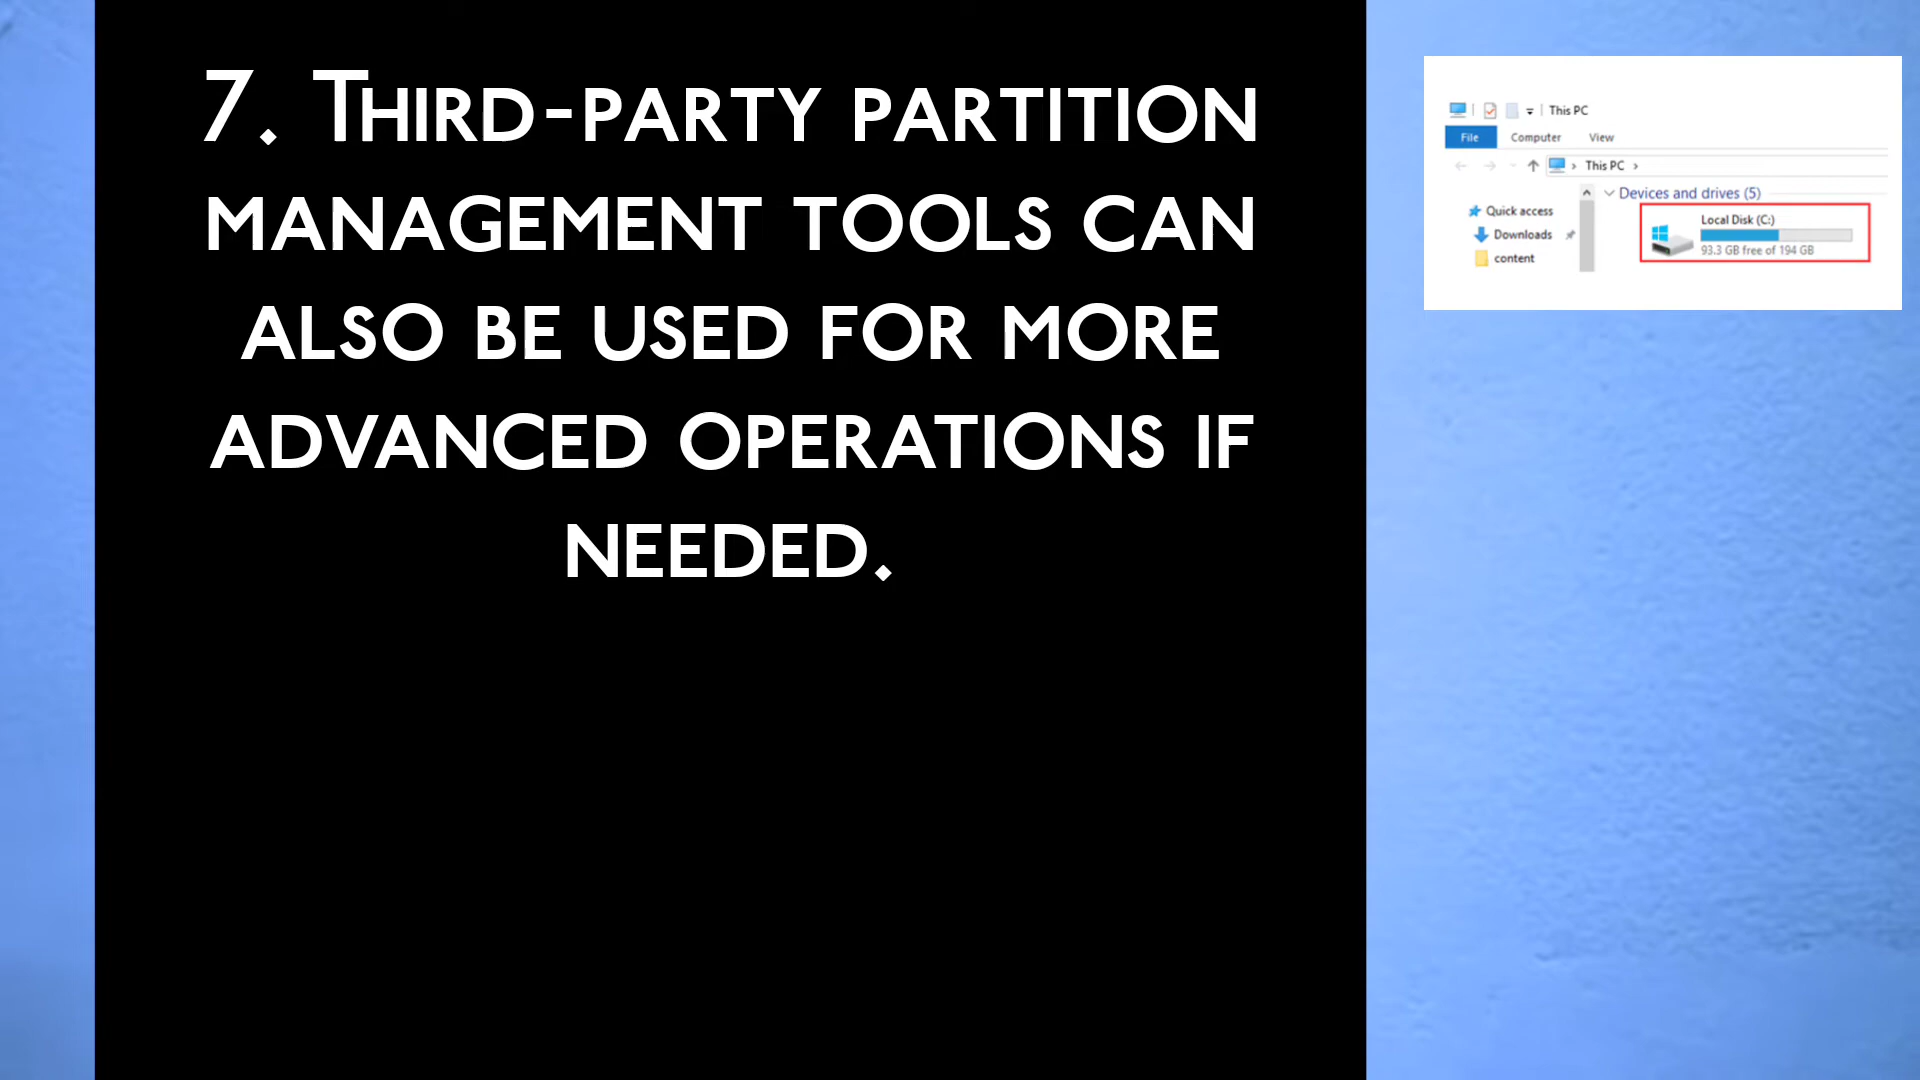 7. Third-party partition
management tools can
also be used for more
advanced operations if
needed.
This PC
File Computer View
This PC
Devices and drives (5)
Quick access
Local Disk (C:)
Downloads
93.3 GB free of 194 GB
content